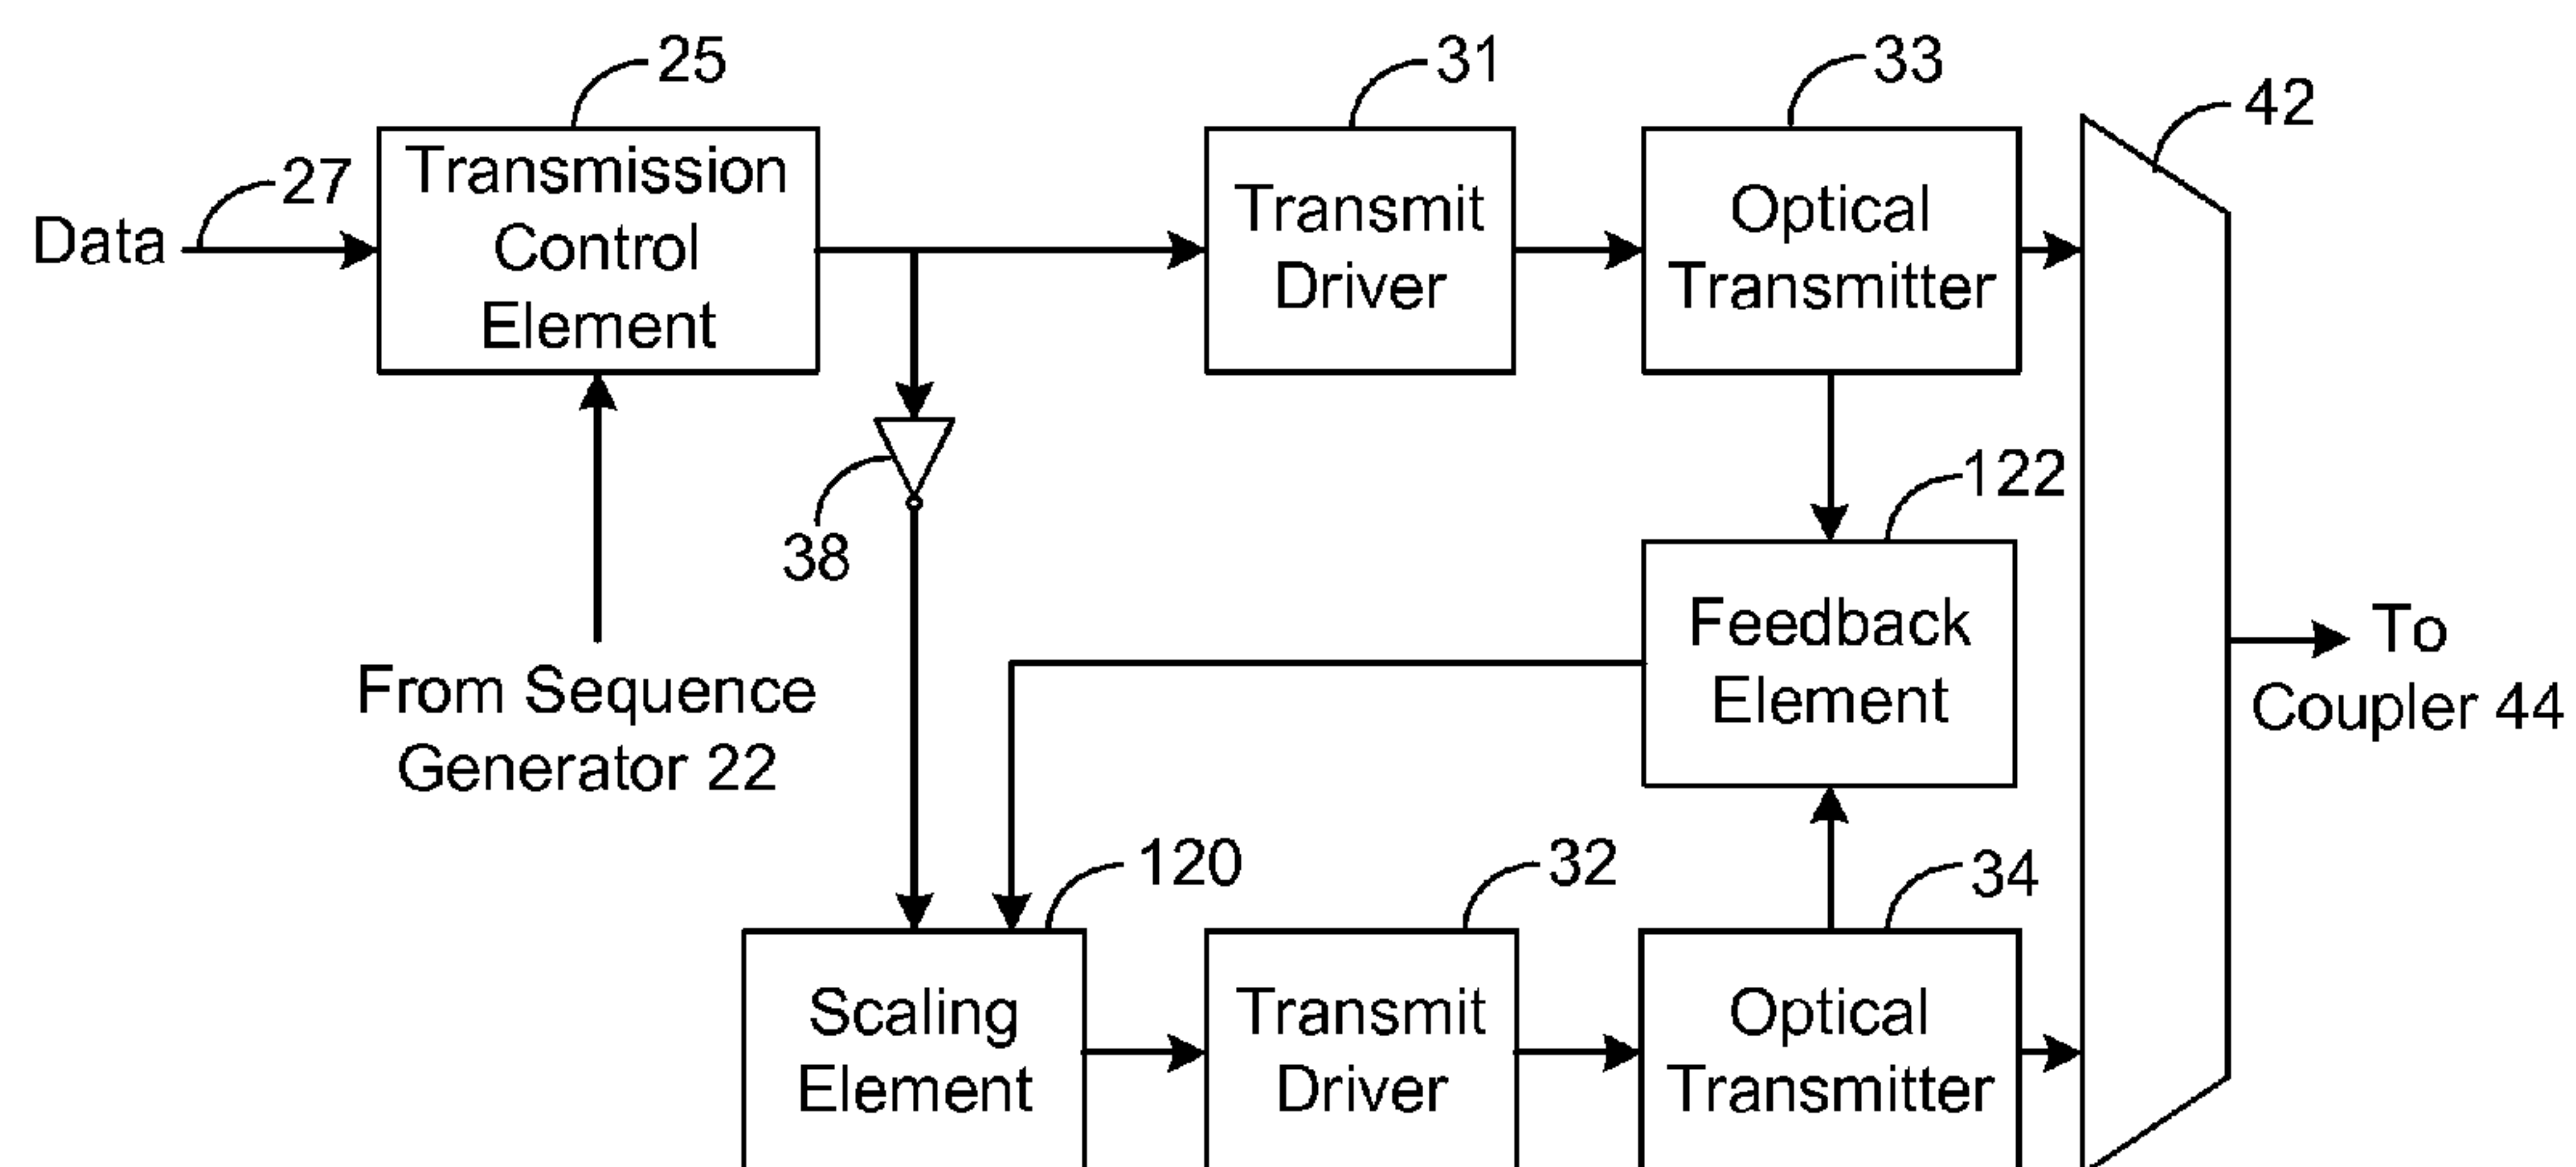 25
31
33
42
27
Data
Transmission
Control
Element
Transmit
Driver
Optical
Transmitter
38
122
Feedback
Element
To
Coupler 44
From Sequence
Generator 22
120
32
34
Scaling
Element
Transmit
Driver
Optical
Transmitter